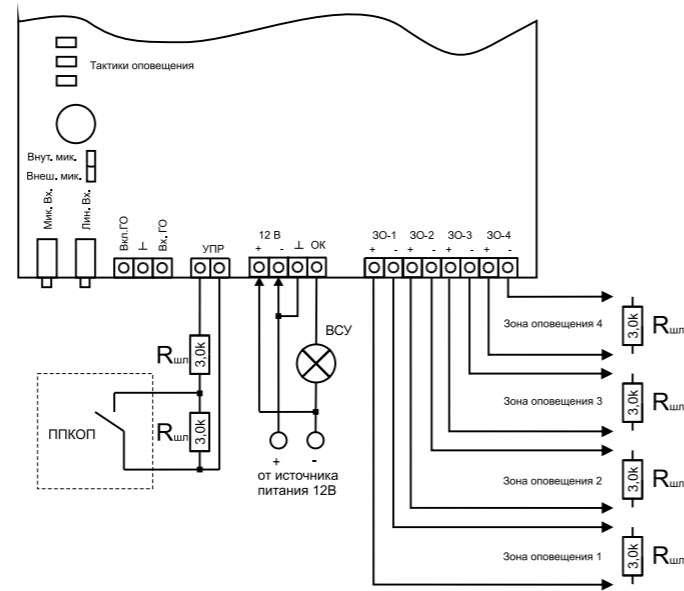 Тактики оповещения
Внут. мик.
Внеш. мик.
Мик. Вх.
Лин. Вх.
Вкл.ГО
⊥
Вх. ГО
УПР
12 В
+ - ⊥ ОК
ЗО-1 ЗО-2 ЗО-3 ЗО-4
+ - + - + - + -
Зона оповещения 4
3,0k
Rшл
ВСУ
Rшл
3,0k
Зона оповещения 3
3,0k
Rшл
ППКОП
Rшл
3,0k
+ -
от источника
питания 12В
Зона оповещения 2
3,0k
Rшл
Зона оповещения 1
3,0k
Rшл